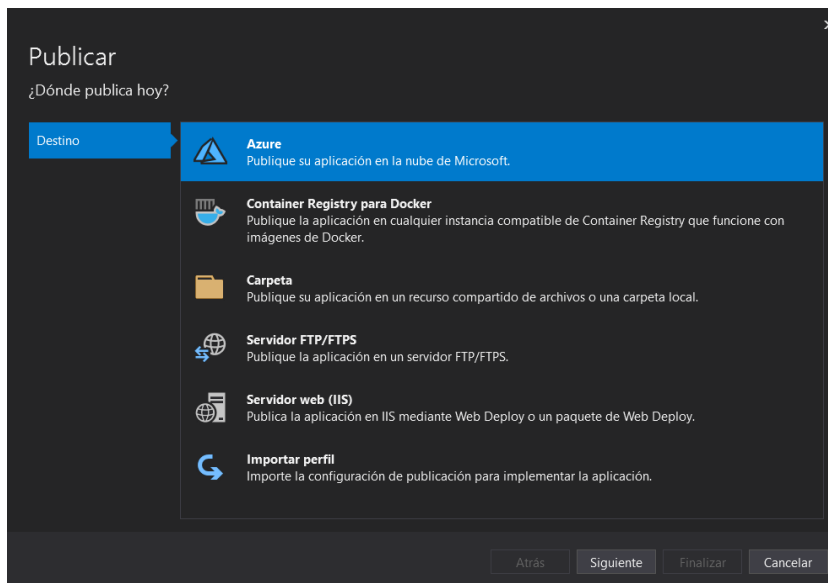 Publicar
¿Dónde publica hoy?
Destino
Azure
Publique su aplicación en la nube de Microsoft.
Container Registry para Docker
Publique la aplicación en cualquier instancia compatible de Container Registry que funcione con
imágenes de Docker.
Carpeta
Publique su aplicación en un recurso compartido de archivos o una carpeta local.
Servidor FTP/FTPS
Publique la aplicación en un servidor FTP/FTPS.
Servidor web (IIS)
Publica la aplicación en IIS mediante Web Deploy o un paquete de Web Deploy.
Importar perfil
Importe la configuración de publicación para implementar la aplicación.
Atrás
Siguiente
Finalizar
Cancelar